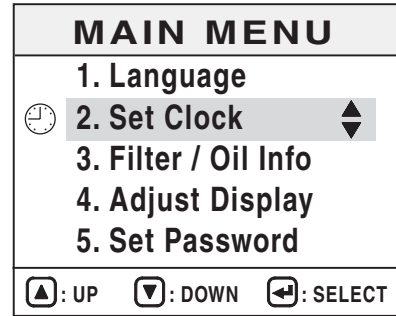 MAIN MENU
1. Language
2. Set Clock
3. Filter / Oil Info
4. Adjust Display
5. Set Password
: UP : DOWN : SELECT